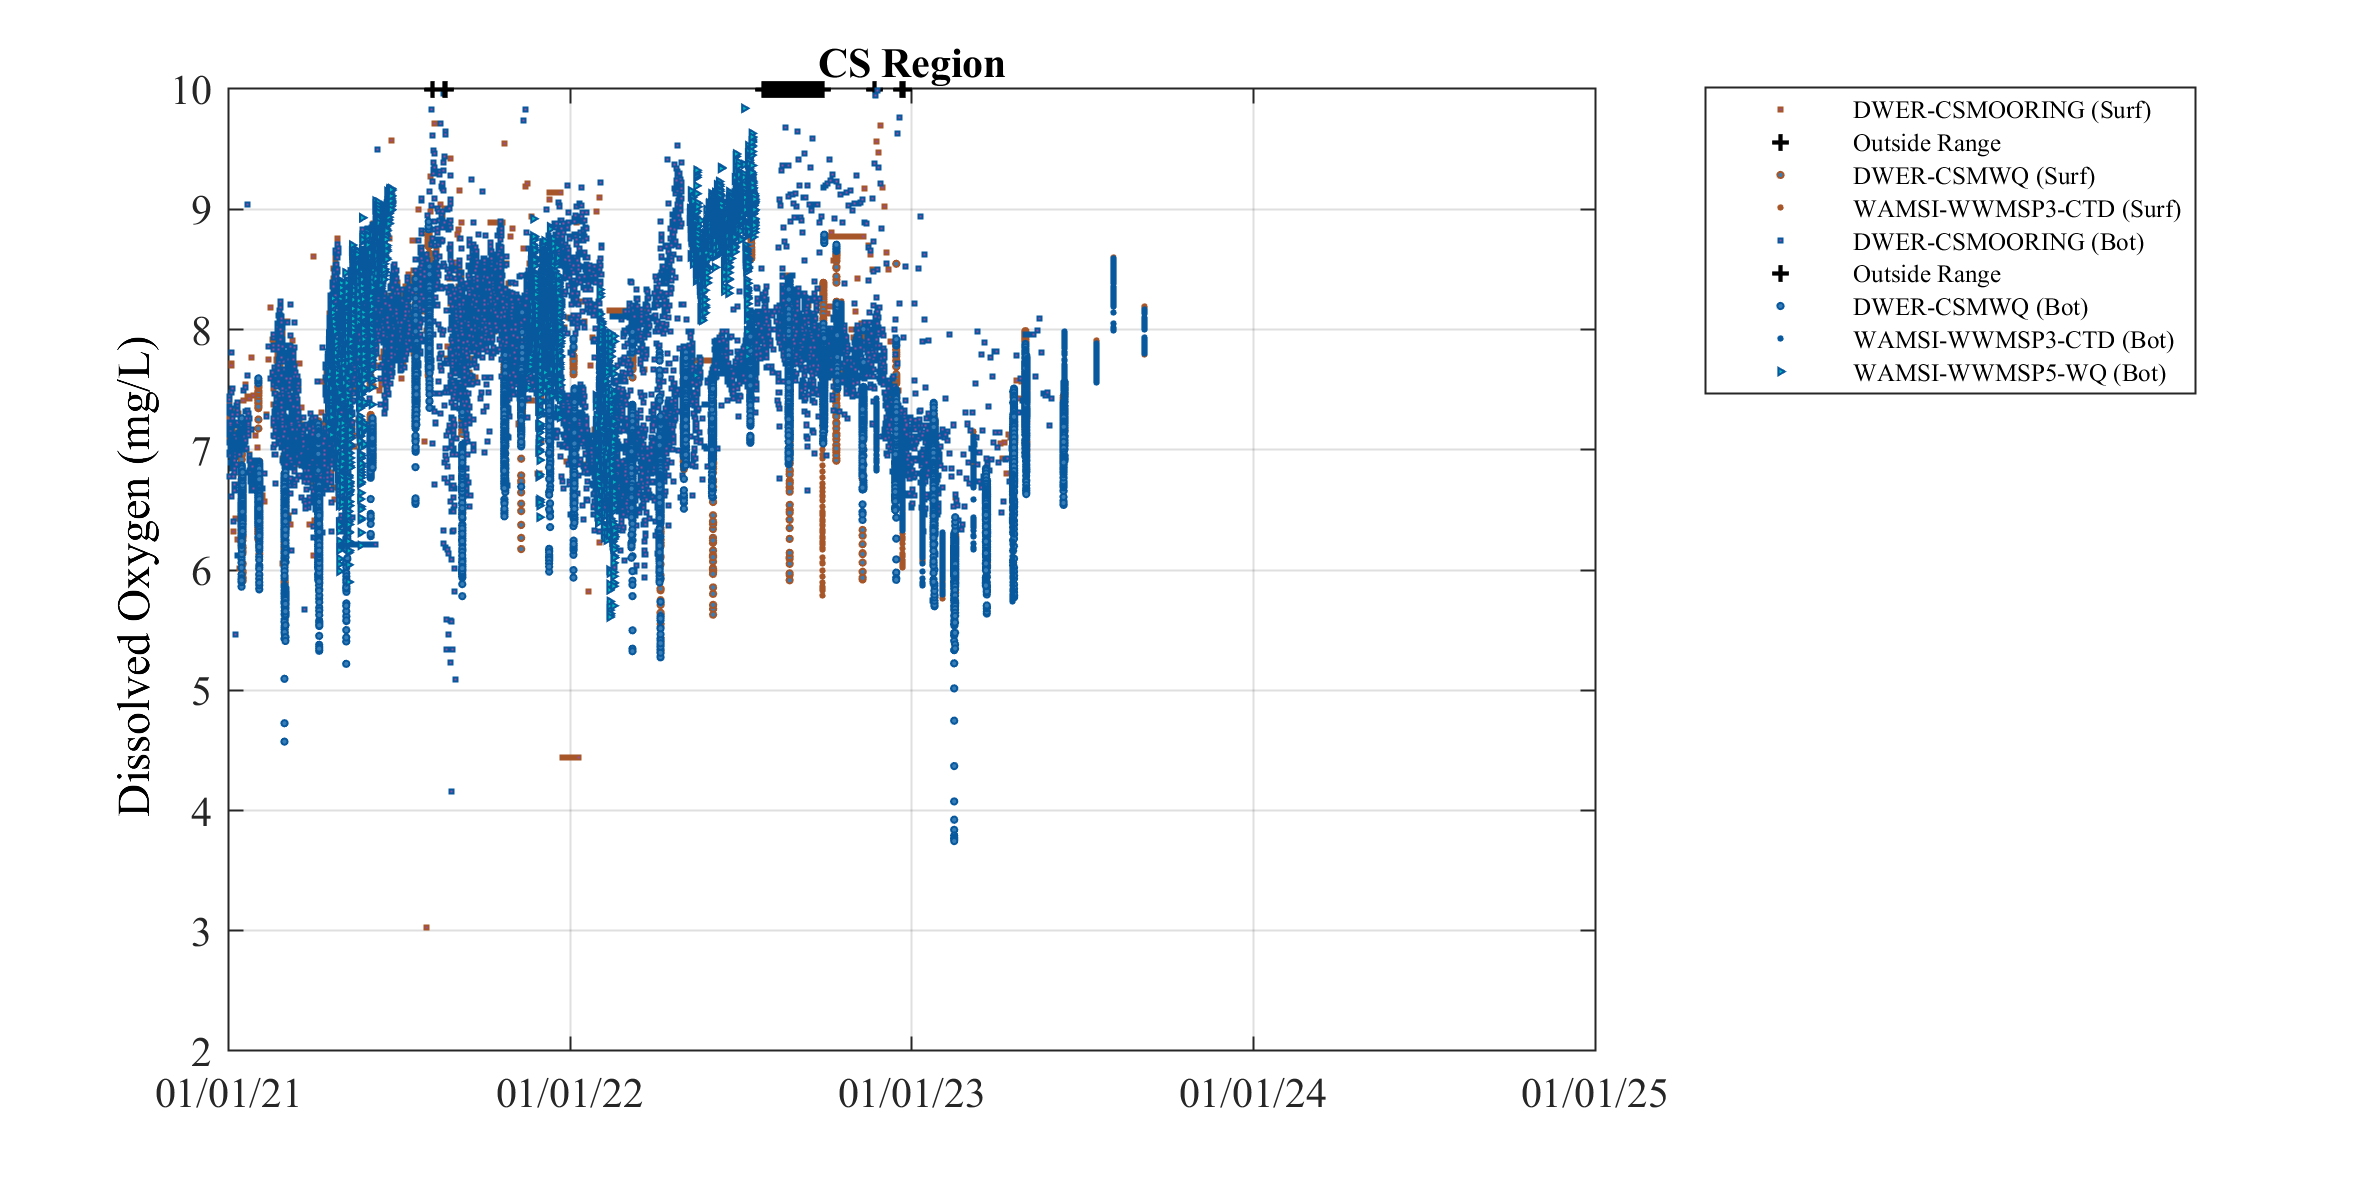 CS Region
10
9
8
7
6
5
4
3
2
Dissolved Oxygen (mg/L)
01/01/21
01/01/22
01/01/23
01/01/24
01/01/25
DWER-CSMOORING (Surf)
Outside Range
DWER-CSMWQ (Surf)
WAMSI-WWMSP3-CTD (Surf)
DWER-CSMOORING (Bot)
Outside Range
DWER-CSMWQ (Bot)
WAMSI-WWMSP3-CTD (Bot)
WAMSI-WWMSP5-WQ (Bot)